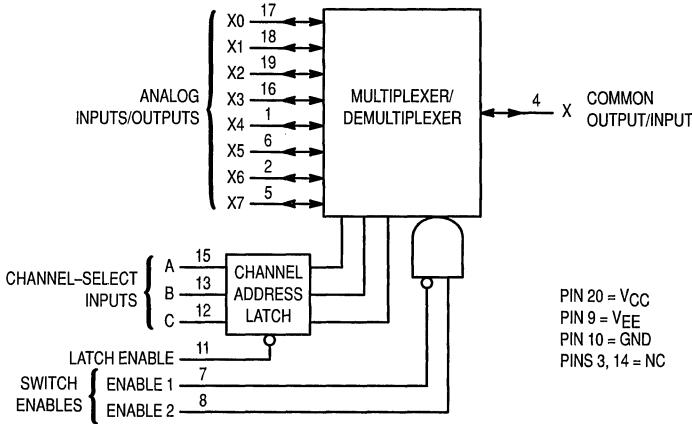 X0 17
X1 18
X2 19
X3 16
X4 1
X5 6
X6 2
X7 5
ANALOG
INPUTS/OUTPUTS
MULTIPLEXER/
DEMULTIPLEXER
4 X COMMON
OUTPUT/INPUT
CHANNEL–SELECT
INPUTS
A 15
B 13
C 12
CHANNEL
ADDRESS
LATCH
LATCH ENABLE 11
SWITCH
ENABLES
ENABLE 1 7
ENABLE 2 8
PIN 20 = VCC
PIN 9 = VEE
PIN 10 = GND
PINS 3, 14 = NC